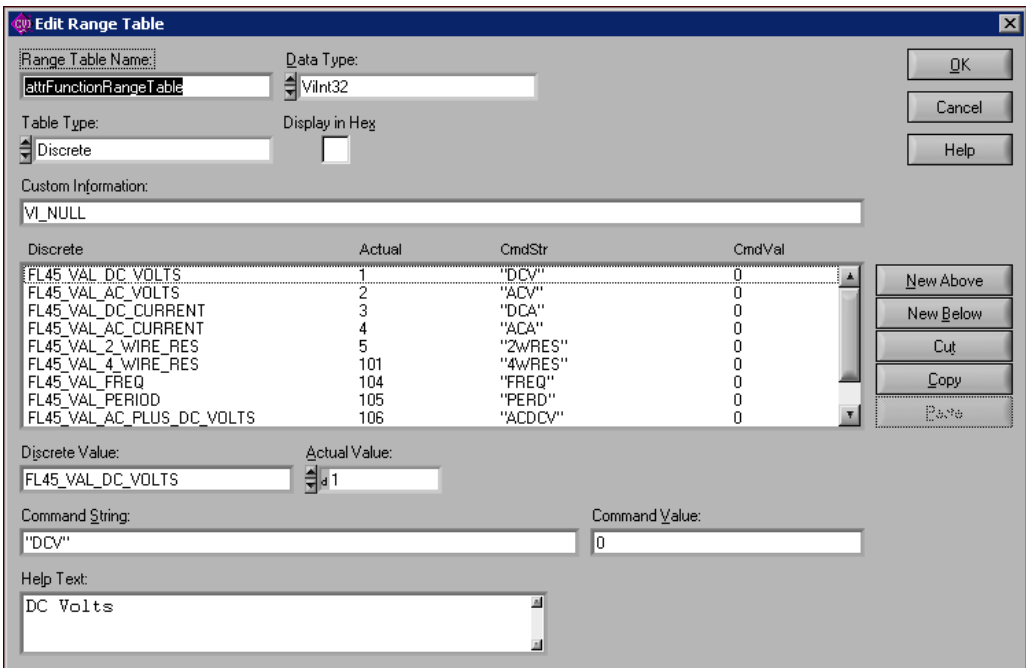 CVI Edit Range Table
Range Table Name: Data Type:
attrFunctionRangeTable ViInt32
OK
Cancel
Table Type: Display in Hex
Discrete
Help
Custom Information:
VI_NULL
Discrete Actual CmdStr CmdVal
FL45_VAL_DC_VOLTS 1 "DCV" 0
FL45_VAL_AC_VOLTS 2 "ACV" 0
FL45_VAL_DC_CURRENT 3 "DCA" 0
FL45_VAL_AC_CURRENT 4 "ACA" 0
FL45_VAL_2_WIRE_RES 5 "2WRES" 0
FL45_VAL_4_WIRE_RES 101 "4WRES" 0
FL45_VAL_FREQ 104 "FREQ" 0
FL45_VAL_PERIOD 105 "PERD" 0
FL45_VAL_AC_PLUS_DC_VOLTS 106 "ACDCV" 0
New Above
New Below
Cut
Copy
Paste
Discrete Value: Actual Value:
FL45_VAL_DC_VOLTS d 1
Command String: Command Value:
"DCV" 0
Help Text:
DC Volts